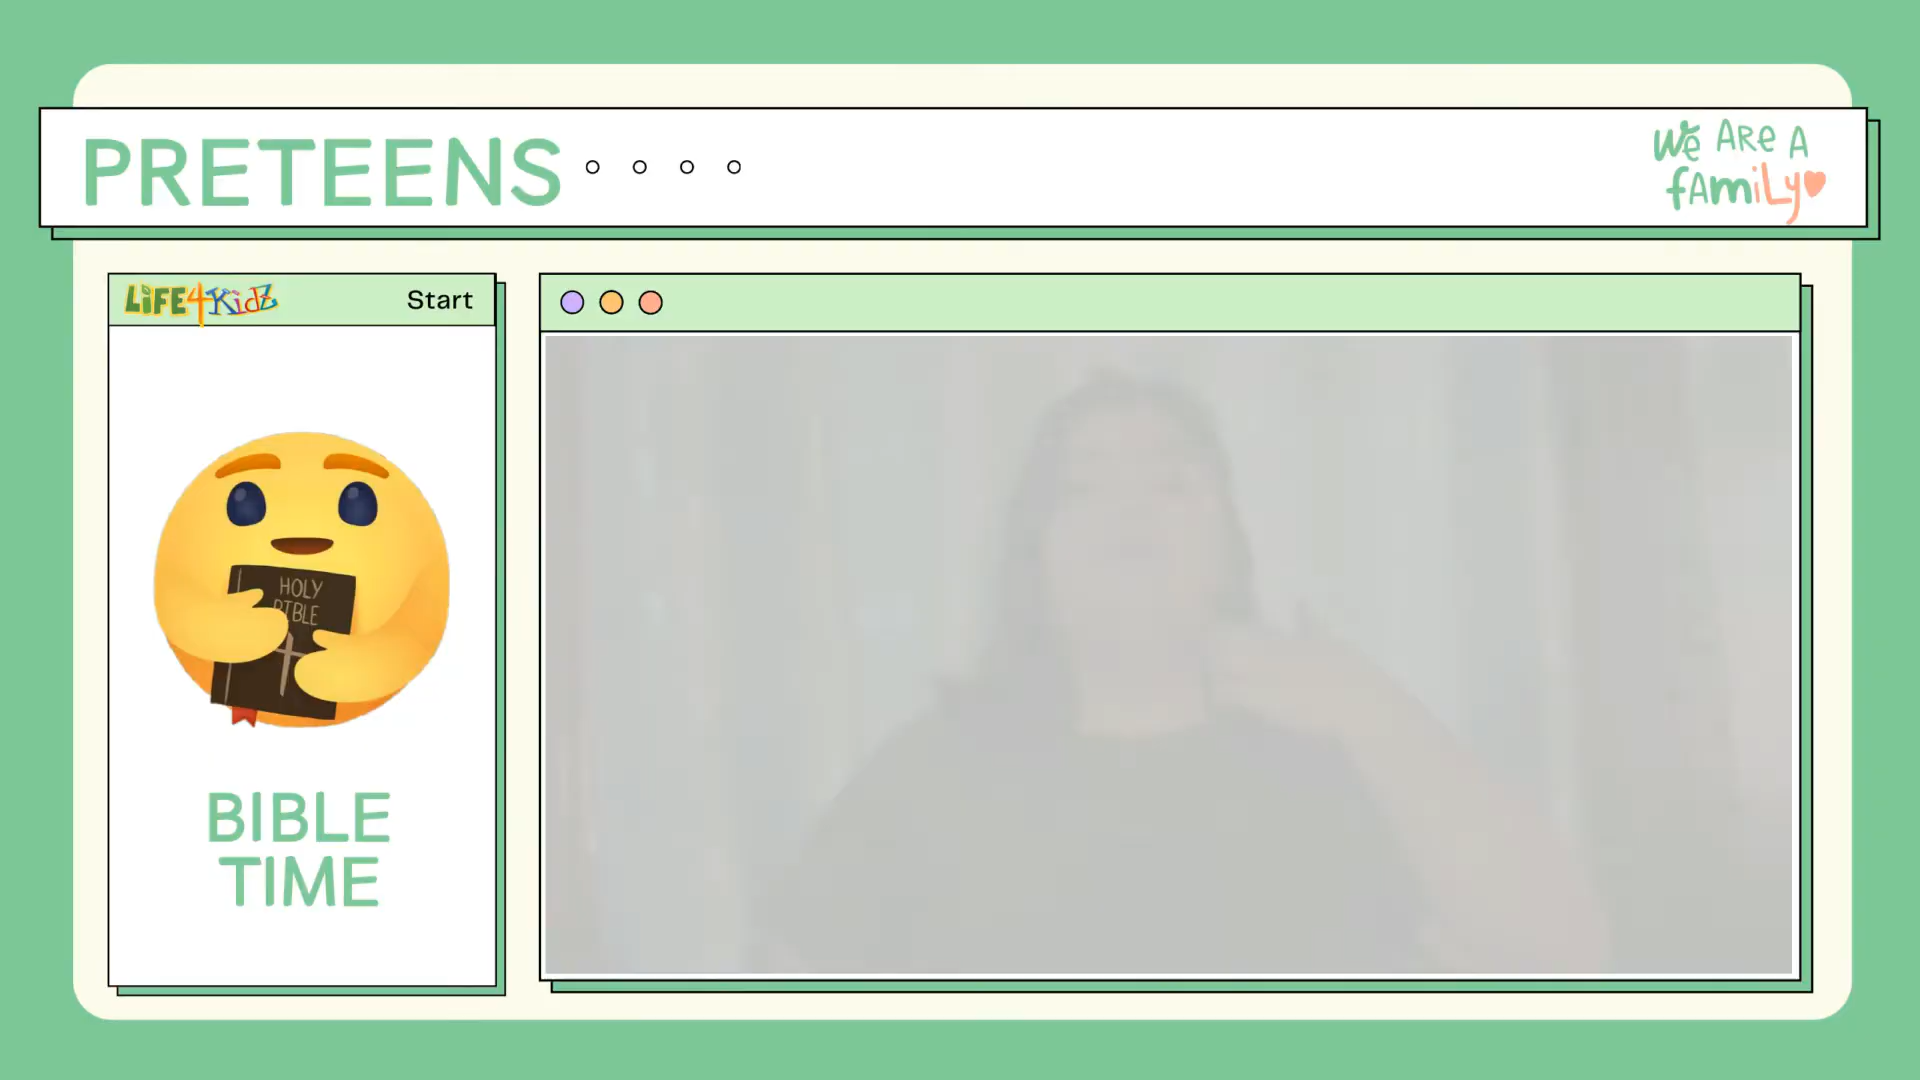 PRETEENS
We ARe A
fAmiLy
LiFE4KidZ
Start
HOLY
BIBLE
BIBLE
TIME